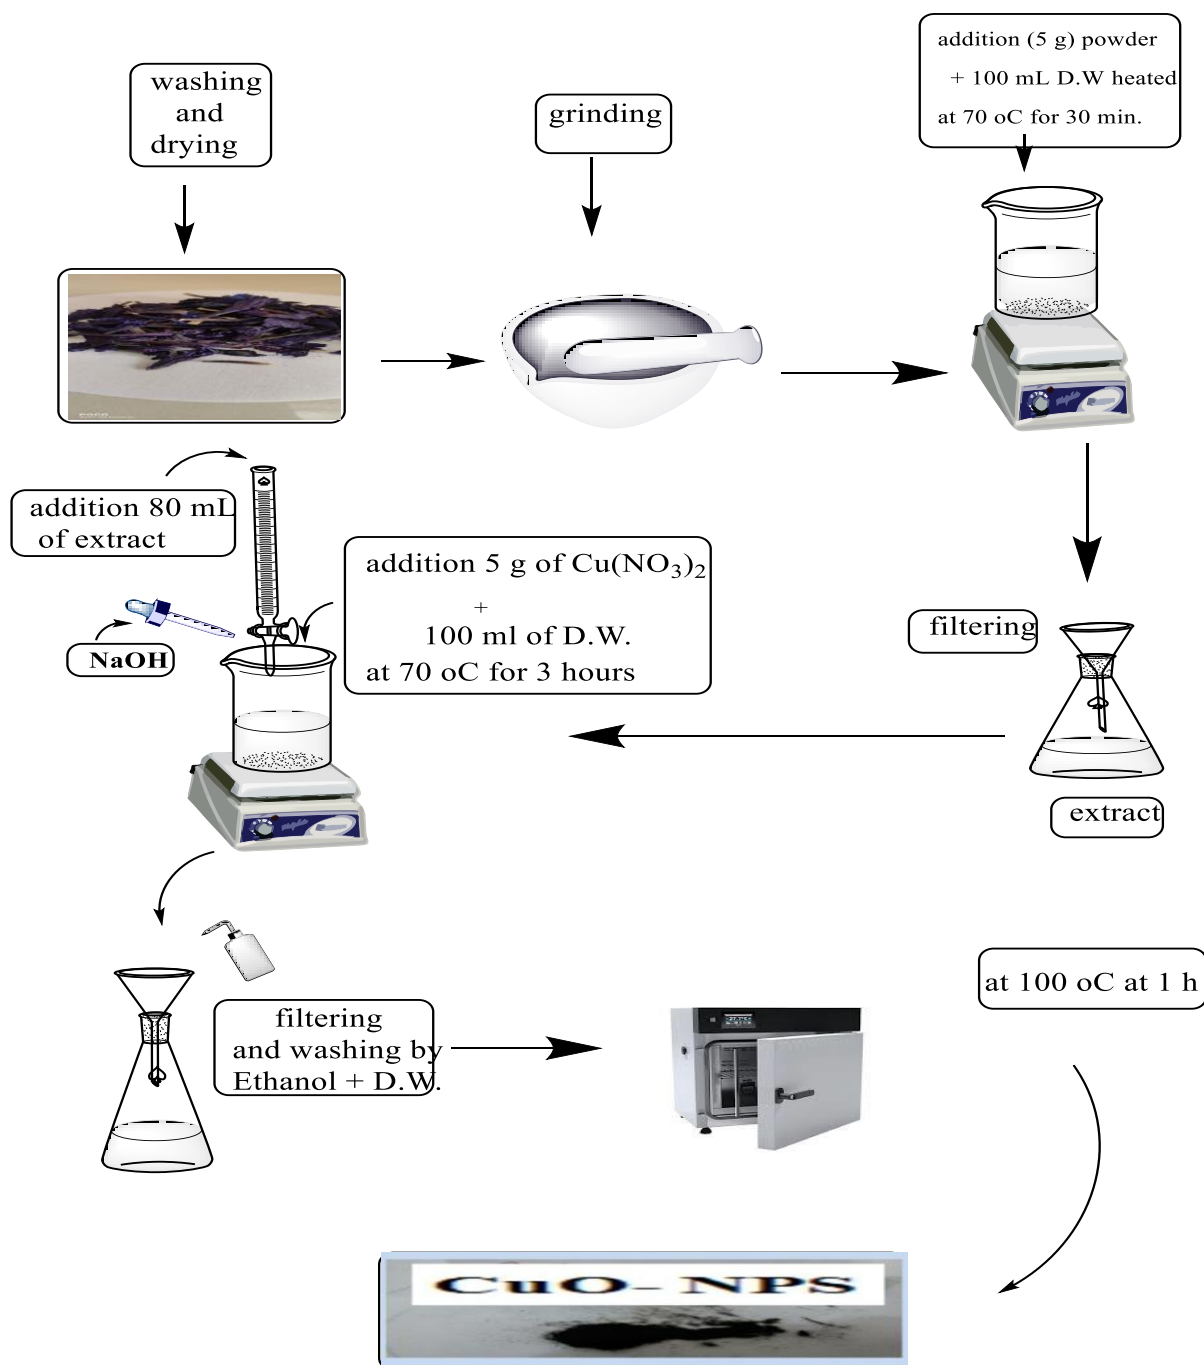 washing
and
drying
grinding
addition (5 g) powder
+ 100 mL D.W heated
at 70 oC for 30 min.
addition 80 mL
of extract
NaOH
addition 5 g of Cu(NO₃)₂
+
100 ml of D.W.
at 70 oC for 3 hours
filtering
extract
filtering
and washing by
Ethanol + D.W.
at 100 oC at 1 h
CuO- NPS